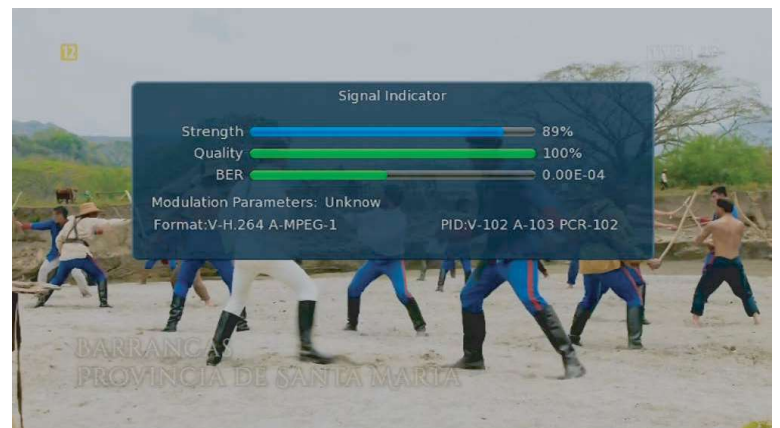 12
Signal Indicator
Strength 89%
Quality 100%
BER 0.00E-04
Modulation Parameters: Unknow
Format:V-H.264 A-MPEG-1 PID:V-102 A-103 PCR-102
BARRANCAS
PROVINCIA DE SANTA MARTA